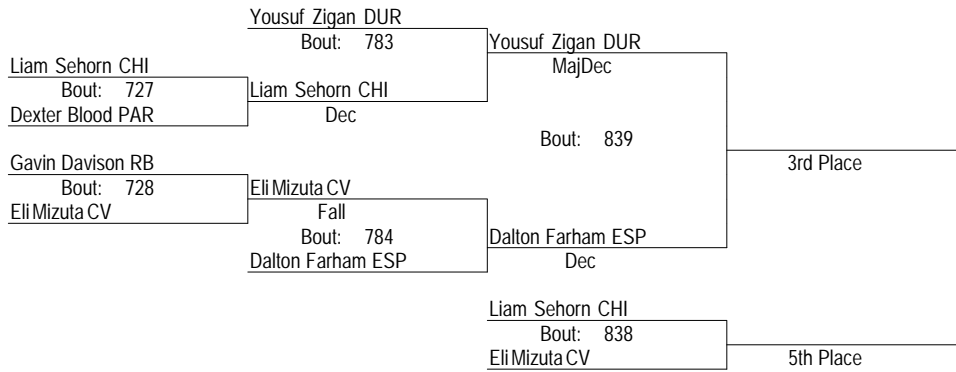 Yousuf Zigan DUR
Bout: 783
Yousuf Zigan DUR
MajDec
Liam Sehorn CHI
Bout: 727
Dexter Blood PAR
Liam Sehorn CHI
Dec
Bout: 839
3rd Place
Gavin Davison RB
Bout: 728
Eli Mizuta CV
Eli Mizuta CV
Fall
Bout: 784
Dalton Farham ESP
Dalton Farham ESP
Dec
Liam Sehorn CHI
Bout: 838
Eli Mizuta CV
5th Place